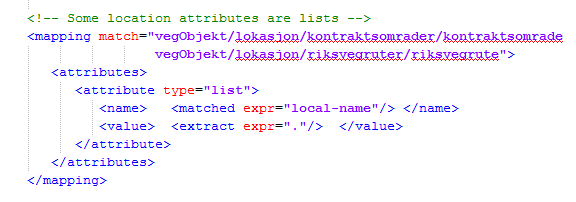 <!-- Some location attributes are lists -->
<mapping match="vegObjekt/lokasjon/kontraktsomrader/kontraktsomrade
vegObjekt/lokasjon/riksvegruter/riksvegrute">
<attributes>
<attribute type="list">
<name> <matched expr="local-name"/> </name>
<value> <extract expr="."/> </value>
</attribute>
</attributes>
</mapping>